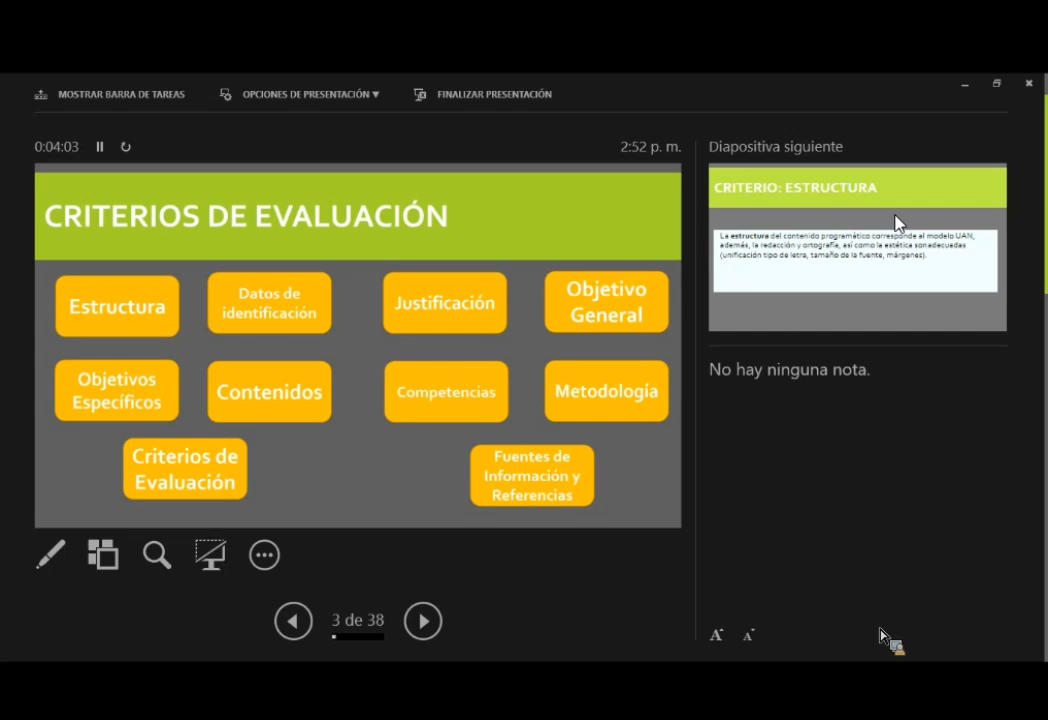 MOSTRAR BARRA DE TAREAS
OPCIONES DE PRESENTACIÓN ▼
FINALIZAR PRESENTACIÓN
0:04:03
2:52 p. m.
Diapositiva siguiente
CRITERIOS DE EVALUACIÓN
Estructura
Datos de
identificación
Justificación
Objetivo
General
Objetivos
Específicos
Contenidos
Competencias
Metodología
Criterios de
Evaluación
Fuentes de
Información y
Referencias
CRITERIO: ESTRUCTURA
La estructura del contenido programático corresponde al modelo UAN,
además, la redacción y ortografía, así como la estética son adecuadas
(unificación tipo de letra, tamaño de la fuente, márgenes).
No hay ninguna nota.
3 de 38
A A